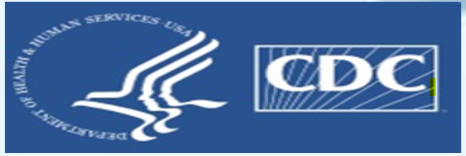 DEPARTMENT OF HEALTH & HUMAN SERVICES USA
CDC